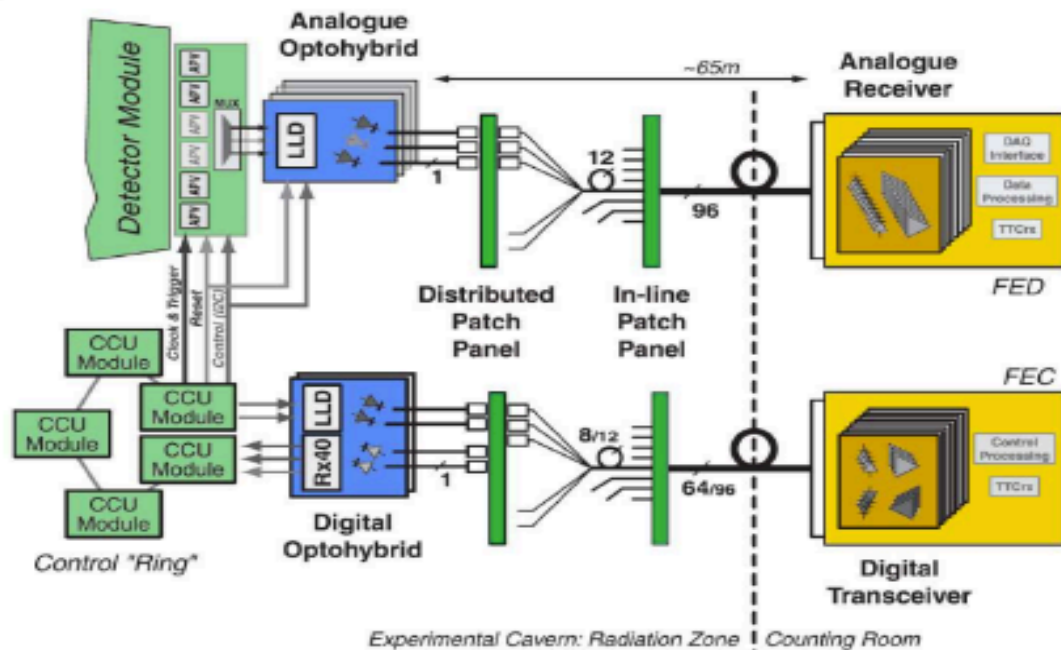 Analogue
Optohybrid
Detector Module
APV
APV
APV
APV
APV
APV
MUX
LLD
1
~65m
12
96
Analogue
Receiver
DAQ
Interface
Data
Processing
TTCrx
FED
Distributed
Patch
Panel
In-line
Patch
Panel
Clock & Trigger
Reset
Control (I2C)
CCU
Module
CCU
Module
CCU
Module
CCU
Module
CCU
Module
Control "Ring"
LLD
Rx40
1
Digital
Optohybrid
8/12
64/96
FEC
Control
Processing
TTCrx
Digital
Transceiver
Experimental Cavern: Radiation Zone
Counting Room